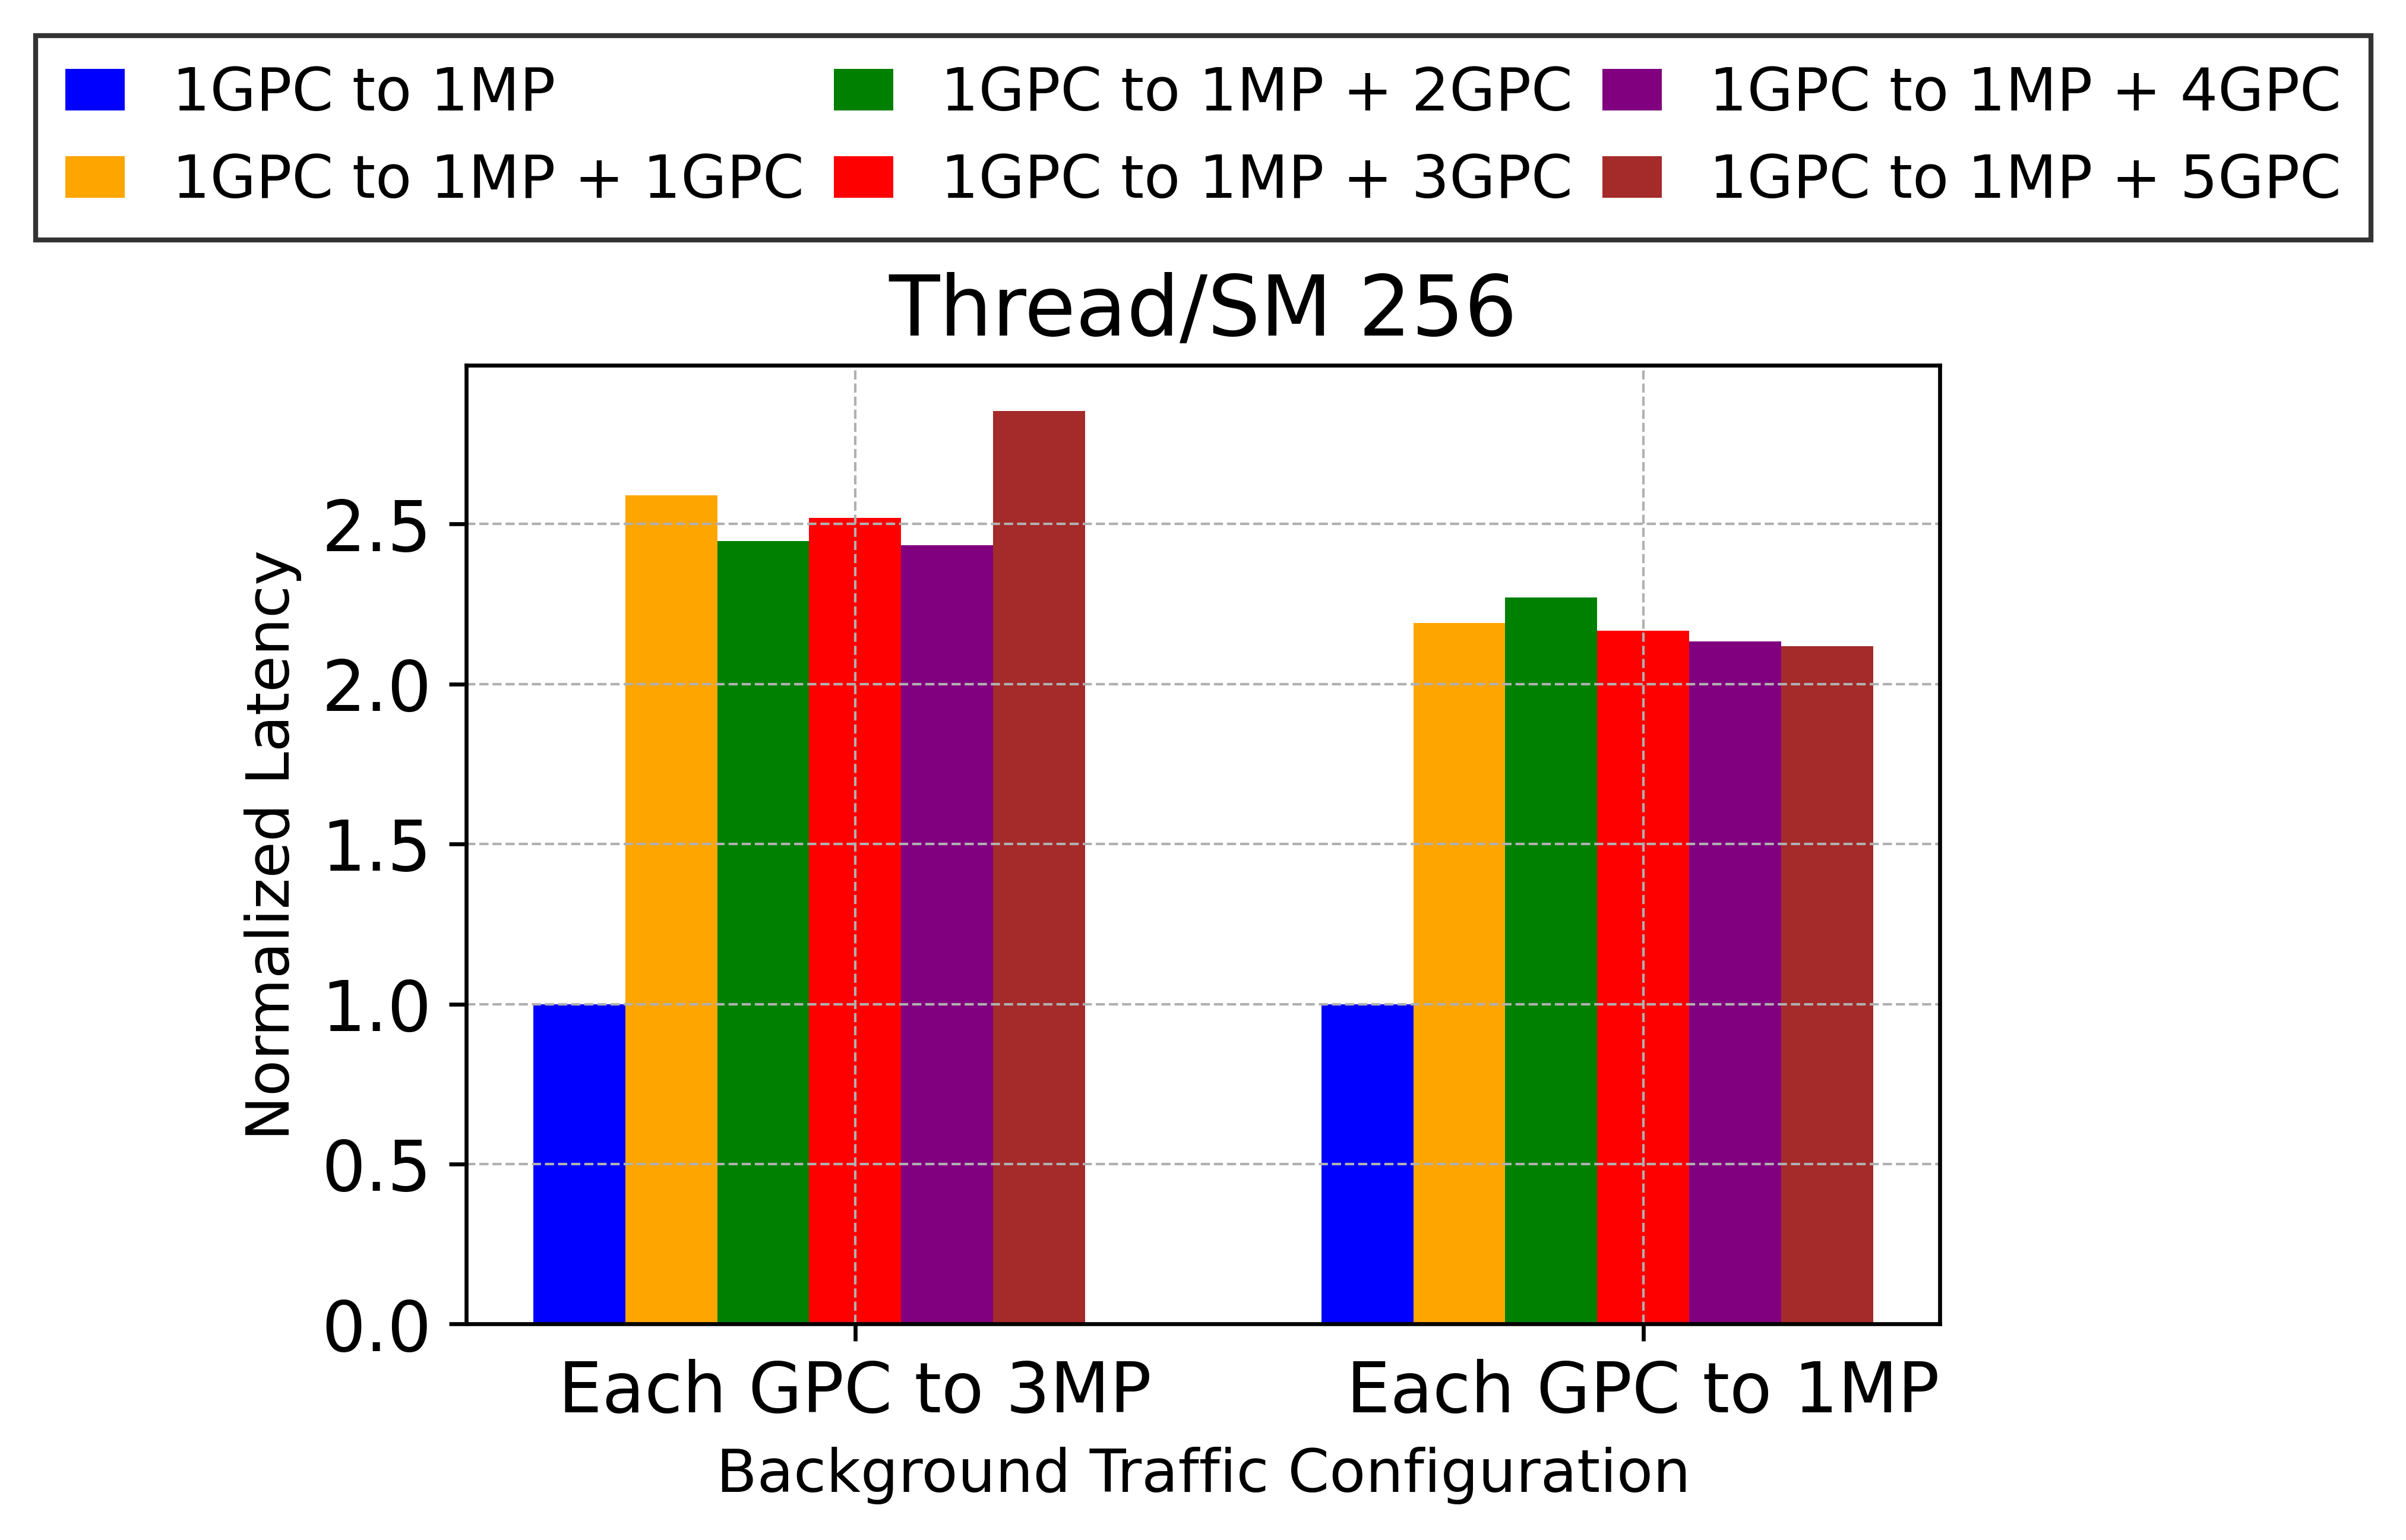 1GPC to 1MP
1GPC to 1MP + 1GPC
1GPC to 1MP + 2GPC
1GPC to 1MP + 3GPC
1GPC to 1MP + 4GPC
1GPC to 1MP + 5GPC
Thread/SM 256
Normalized Latency
2.5
2.0
1.5
1.0
0.5
0.0
Each GPC to 3MP
Each GPC to 1MP
Background Traffic Configuration